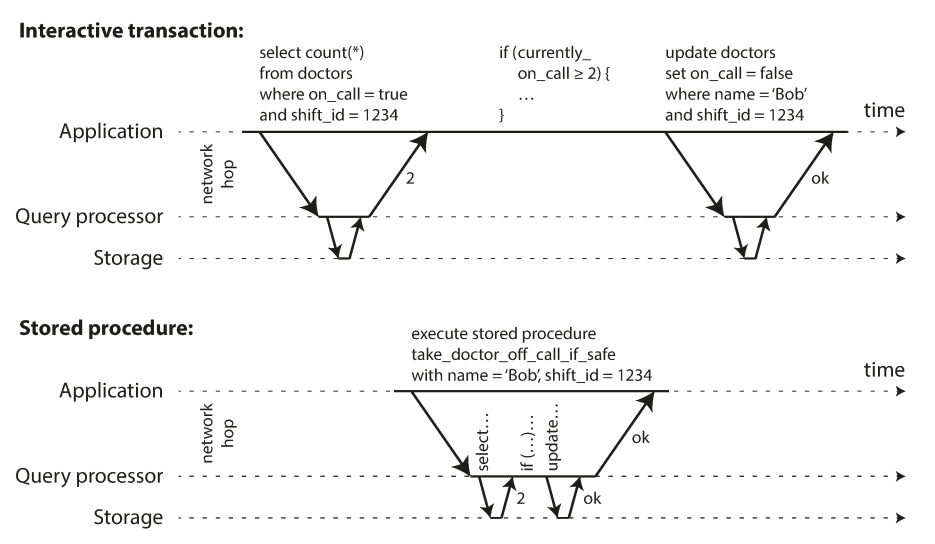 Interactive transaction:
select count(*)
from doctors
where on_call = true
and shift_id = 1234
if (currently_
on_call ≥ 2) {
…
}
update doctors
set on_call = false
where name = ‘Bob’
and shift_id = 1234
time
Application
network
hop
2
ok
Query processor
Storage
Stored procedure:
execute stored procedure
take_doctor_off_call_if_safe
with name = ‘Bob’, shift_id = 1234
time
Application
network
hop
select…
if (…)…
update…
ok
Query processor
2
ok
Storage